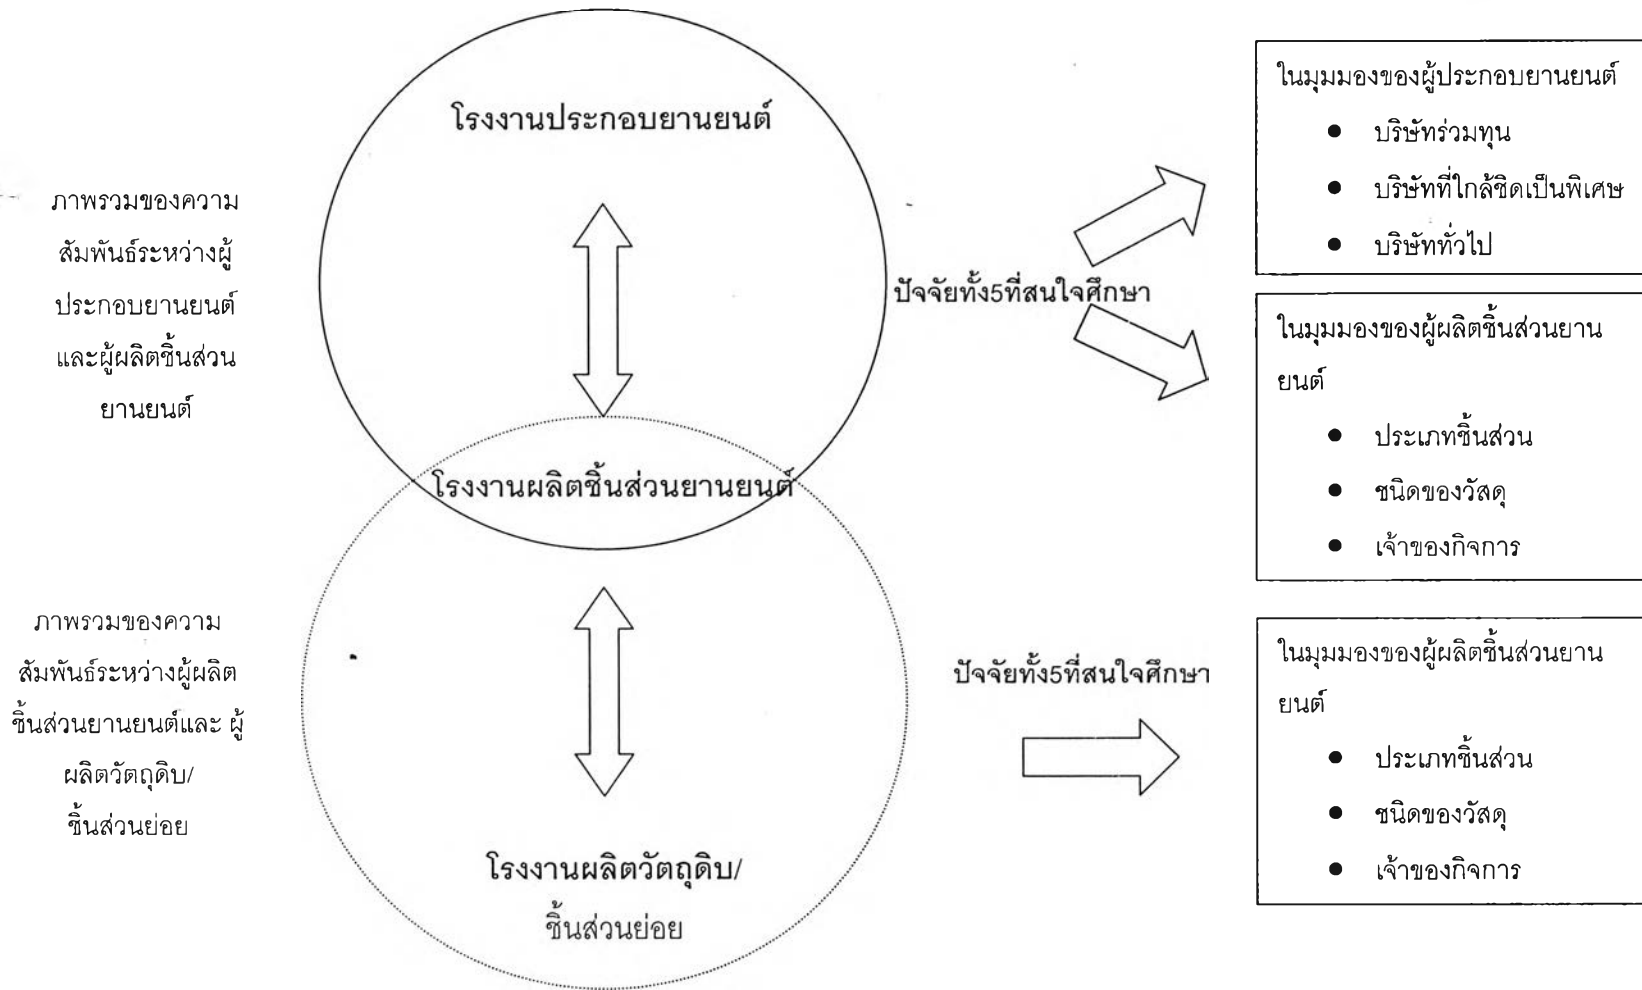 โรงงานประกอบยานยนต์
ภาพรวมของความ
สัมพันธ์ระหว่างผู้
ประกอบยานยนต์
และผู้ผลิตชิ้นส่วน
ยานยนต์
ปัจจัยทั้ง5ที่สนใจศึกษา
ในมุมมองของผู้ประกอบยานยนต์
● บริษัทร่วมทุน
● บริษัทที่ใกล้ชิดเป็นพิเศษ
● บริษัททั่วไป
ในมุมมองของผู้ผลิตชิ้นส่วนยาน
ยนต์
● ประเภทชิ้นส่วน
● ชนิดของวัสดุ
● เจ้าของกิจการ
โรงงานผลิตชิ้นส่วนยานยนต์
ภาพรวมของความ
สัมพันธ์ระหว่างผู้ผลิต
ชิ้นส่วนยานยนต์และ ผู้
ผลิตวัตถุดิบ/
ชิ้นส่วนย่อย
ปัจจัยทั้ง5ที่สนใจศึกษา
ในมุมมองของผู้ผลิตชิ้นส่วนยาน
ยนต์
● ประเภทชิ้นส่วน
● ชนิดของวัสดุ
● เจ้าของกิจการ
โรงงานผลิตวัตถุดิบ/
ชิ้นส่วนย่อย